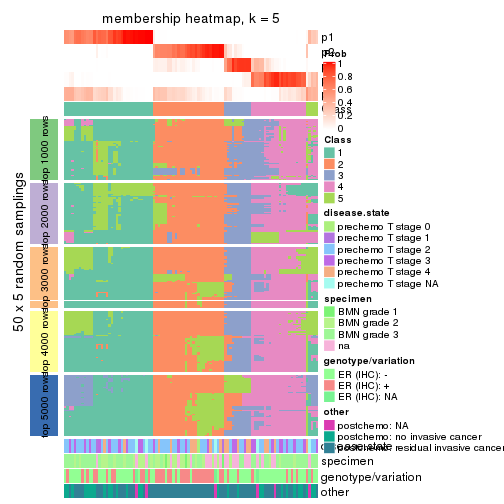 membership heatmap, k = 5
p1
Prob
1
0.8
0.6
0.4
0.2
0
Class
1
2
3
4
5
disease.state
prechemo T stage 0
prechemo T stage 1
prechemo T stage 2
prechemo T stage 3
prechemo T stage 4
prechemo T stage NA
specimen
BMN grade 1
BMN grade 2
BMN grade 3
na
genotype/variation
ER (IHC): -
ER (IHC): +
ER (IHC): NA
other
postchemo: NA
postchemo: no invasive cancer
postchemo: residual invasive cancer
50 x 5 random samplings
top 1000 rows
top 2000 rows
top 3000 rows
top 4000 rows
top 5000 rows
specimen
genotype/variation
other